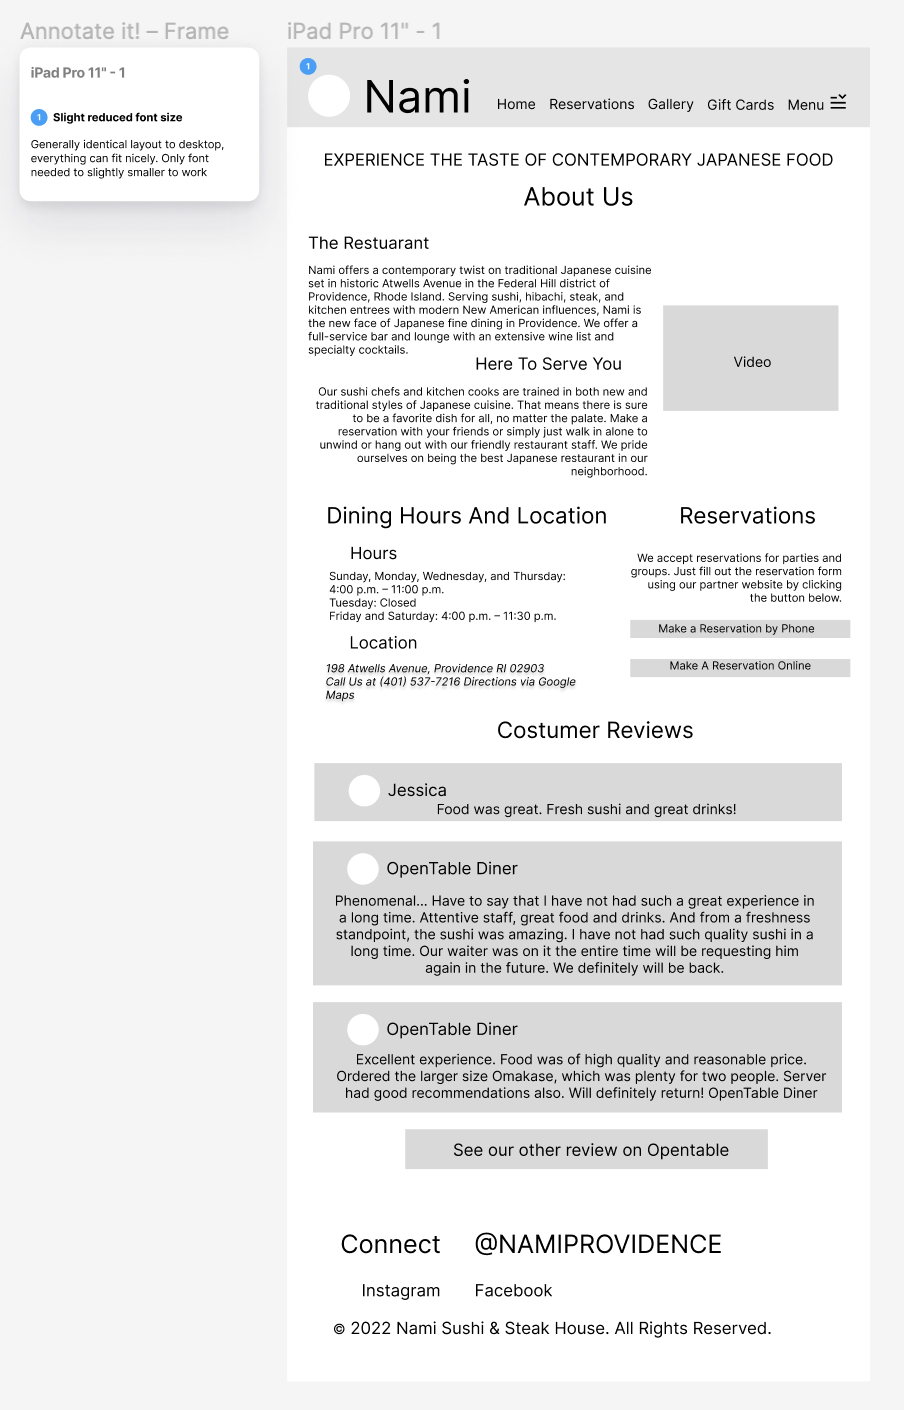 Annotate it! – Frame
iPad Pro 11" - 1
iPad Pro 11" - 1
1 Slight reduced font size
Generally identical layout to desktop,
everything can fit nicely. Only font
needed to slightly smaller to work
1
Nami
Home Reservations Gallery Gift Cards Menu
EXPERIENCE THE TASTE OF CONTEMPORARY JAPANESE FOOD
About Us
The Restuarant
Nami offers a contemporary twist on traditional Japanese cuisine
set in historic Atwells Avenue in the Federal Hill district of
Providence, Rhode Island. Serving sushi, hibachi, steak, and
kitchen entrees with modern New American influences, Nami is
the new face of Japanese fine dining in Providence. We offer a
full-service bar and lounge with an extensive wine list and
specialty cocktails.
Here To Serve You
Our sushi chefs and kitchen cooks are trained in both new and
traditional styles of Japanese cuisine. That means there is sure
to be a favorite dish for all, no matter the palate. Make a
reservation with your friends or simply just walk in alone to
unwind or hang out with our friendly restaurant staff. We pride
ourselves on being the best Japanese restaurant in our
neighborhood.
Video
Dining Hours And Location
Hours
Sunday, Monday, Wednesday, and Thursday:
4:00 p.m. – 11:00 p.m.
Tuesday: Closed
Friday and Saturday: 4:00 p.m. – 11:30 p.m.
Location
198 Atwells Avenue, Providence RI 02903
Call Us at (401) 537-7216 Directions via Google
Maps
Reservations
We accept reservations for parties and
groups. Just fill out the reservation form
using our partner website by clicking
the button below.
Make a Reservation by Phone
Make A Reservation Online
Costumer Reviews
Jessica
Food was great. Fresh sushi and great drinks!
OpenTable Diner
Phenomenal... Have to say that I have not had such a great experience in
a long time. Attentive staff, great food and drinks. And from a freshness
standpoint, the sushi was amazing. I have not had such quality sushi in a
long time. Our waiter was on it the entire time will be requesting him
again in the future. We definitely will be back.
OpenTable Diner
Excellent experience. Food was of high quality and reasonable price.
Ordered the larger size Omakase, which was plenty for two people. Server
had good recommendations also. Will definitely return! OpenTable Diner
See our other review on Opentable
Connect @NAMIPROVIDENCE
Instagram Facebook
© 2022 Nami Sushi & Steak House. All Rights Reserved.